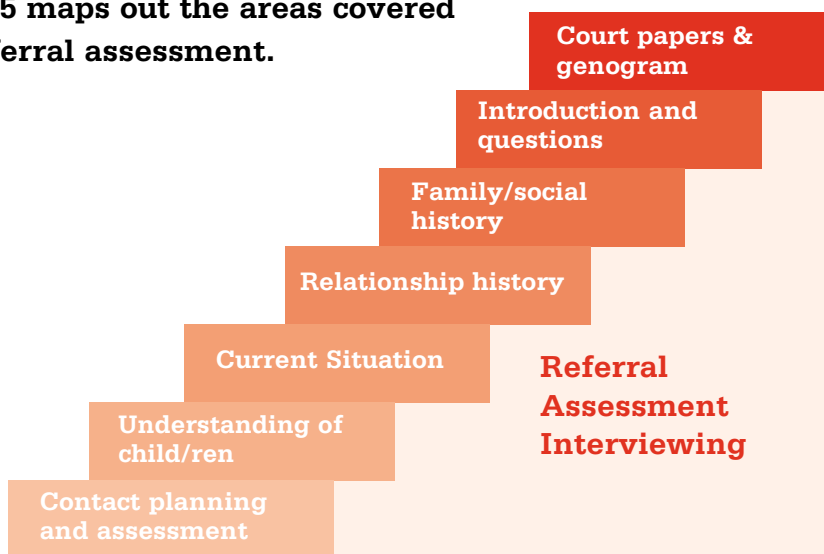 5 maps out the areas covered
ferral assessment.
Court papers &
genogram
Introduction and
questions
Family/social
history
Relationship history
Current Situation
Understanding of
child/ren
Contact planning
and assessment
Referral
Assessment
Interviewing